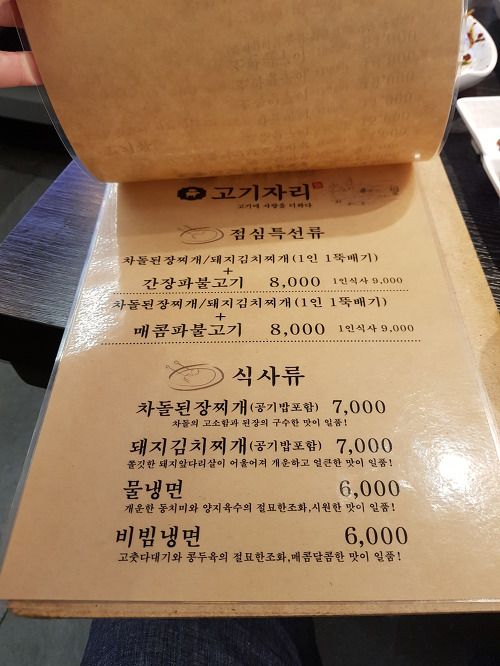 고기자리
고기에 사랑을 더하다
점심특선류
차돌된장찌개/돼지김치찌개(1인 1뚝배기)
+
간장파불고기 8,000 1인식사 9,000
차돌된장찌개/돼지김치찌개(1인 1뚝배기)
+
매콤파불고기 8,000 1인식사 9,000
식사류
차돌된장찌개(공기밥포함) 7,000
차돌의 고소함과 된장의 구수한 맛이 일품!
돼지김치찌개(공기밥포함) 7,000
쫄깃한 돼지앞다리살이 어울어져 개운하고 얼큰한 맛이 일품!
물냉면 6,000
개운한 동치미와 양지육수의 절묘한조화,시원한 맛이 일품!
비빔냉면 6,000
고춧다대기와 콩두육의 절묘한조화,매콤달콤한 맛이 일품!